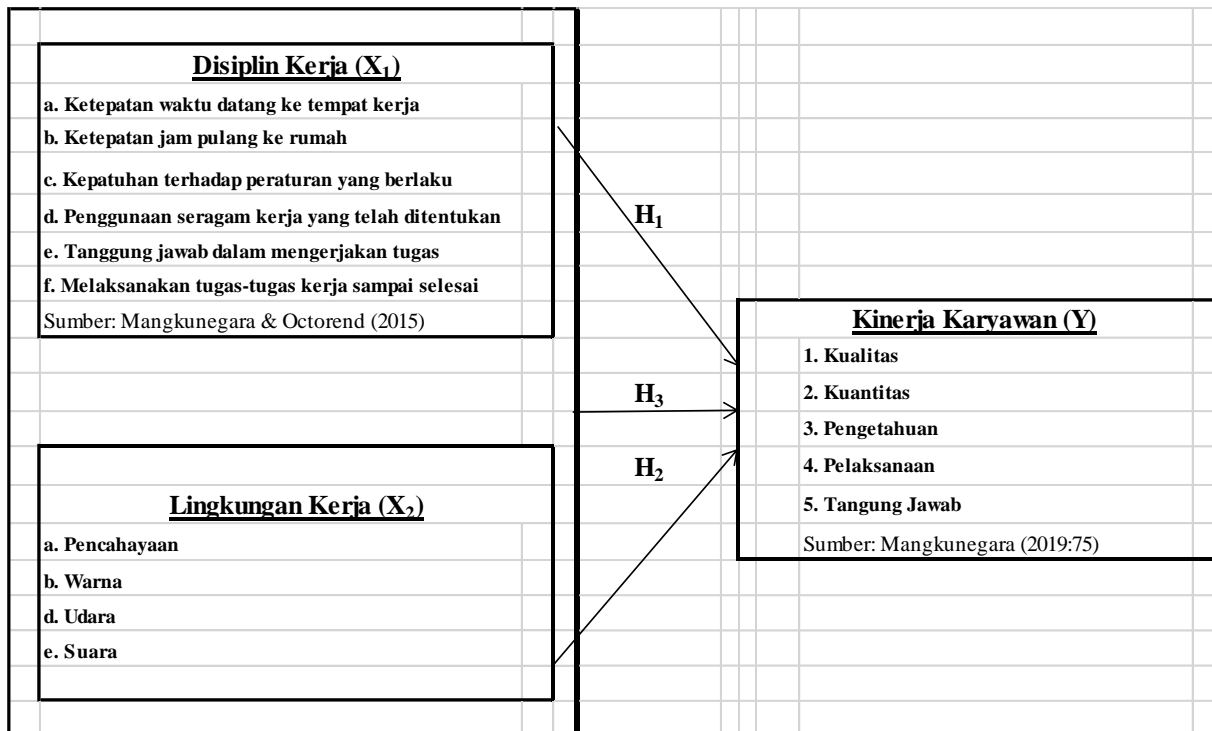 Disiplin Kerja (X₁)
a. Ketepatan waktu datang ke tempat kerja
b. Ketepatan jam pulang ke rumah
c. Kepatuhan terhadap peraturan yang berlaku
d. Penggunaan seragam kerja yang telah ditentukan
e. Tanggung jawab dalam mengerjakan tugas
f. Melaksanakan tugas-tugas kerja sampai selesai
Sumber: Mangkunegara & Octorend (2015)
Lingkungan Kerja (X₂)
a. Pencahayaan
b. Warna
d. Udara
e. Suara
H₁
H₃
H₂
Kinerja Karyawan (Y)
1. Kualitas
2. Kuantitas
3. Pengetahuan
4. Pelaksanaan
5. Tangung Jawab
Sumber: Mangkunegara (2019:75)